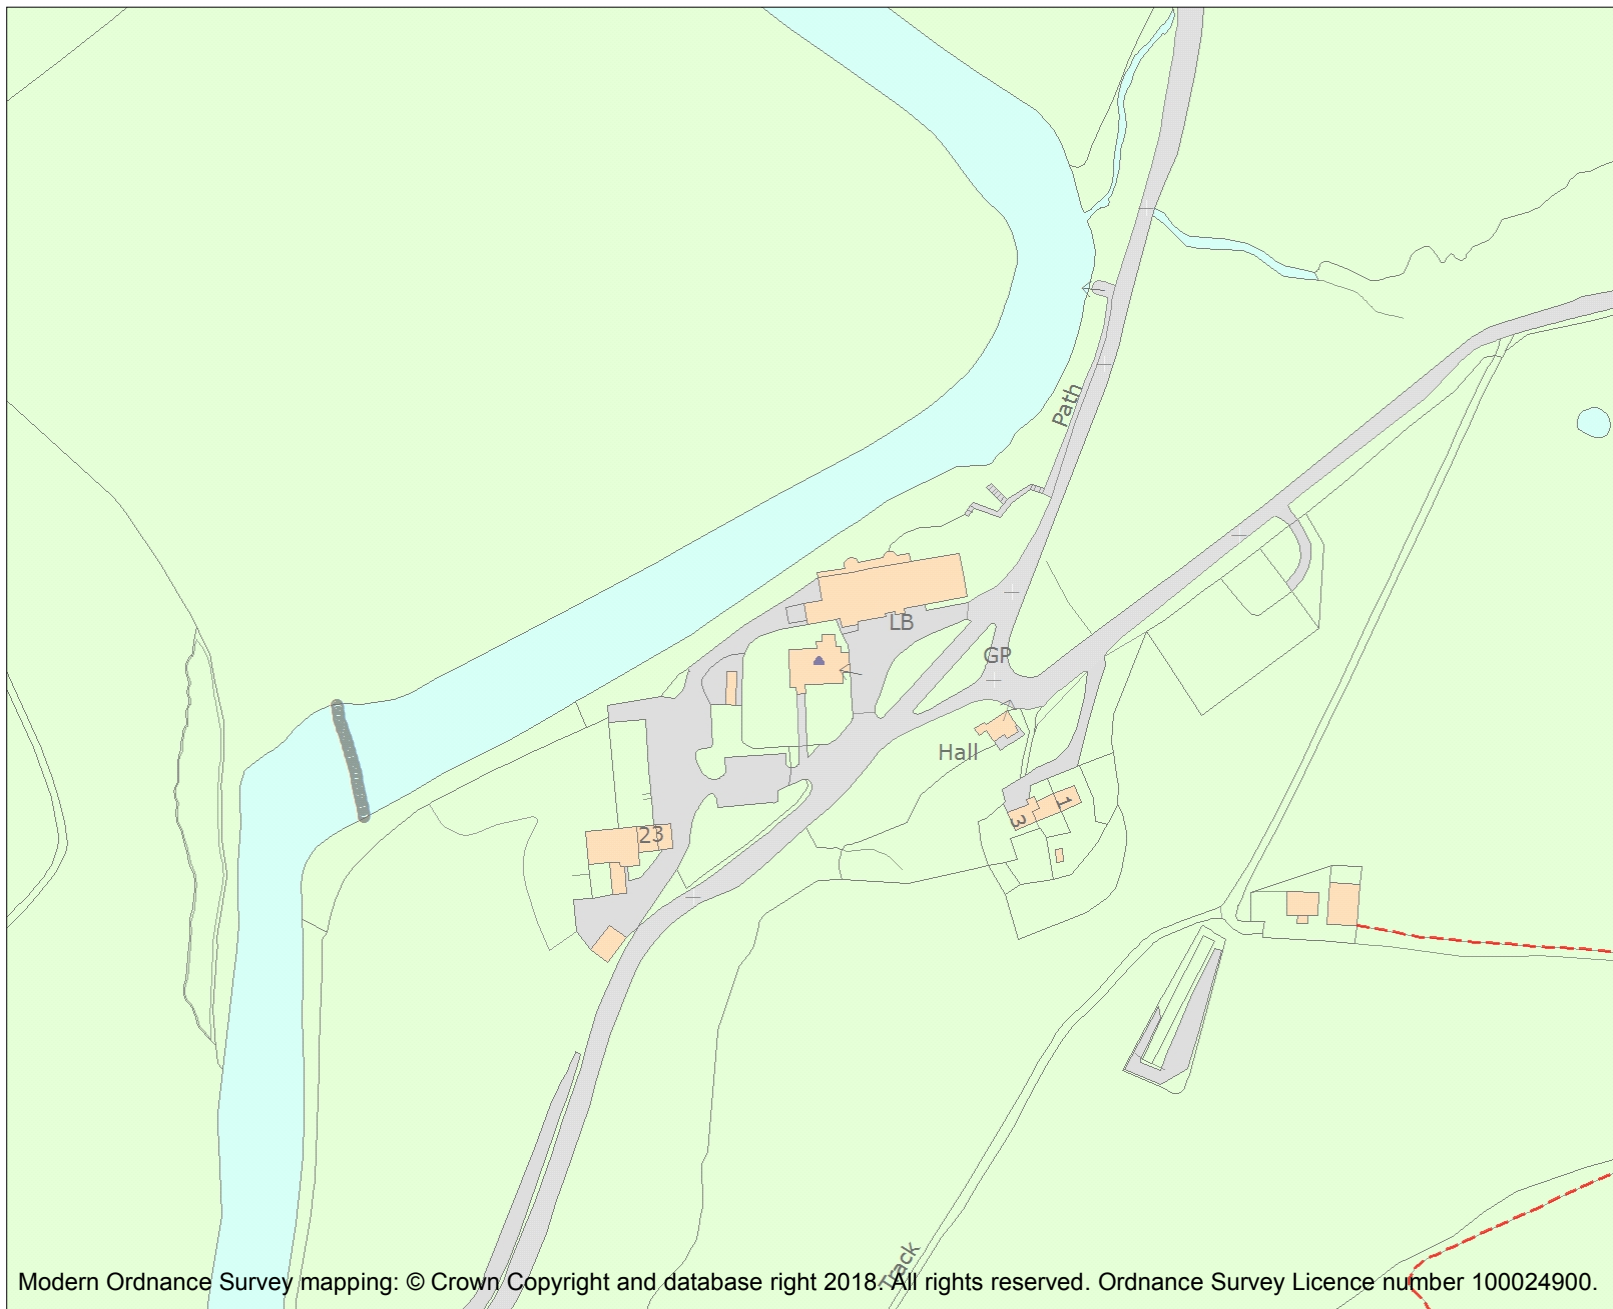 Path
LB
GP
Hall
1
3
23
Track
Modern Ordnance Survey mapping: © Crown Copyright and database right 2018. All rights reserved. Ordnance Survey Licence number 100024900.